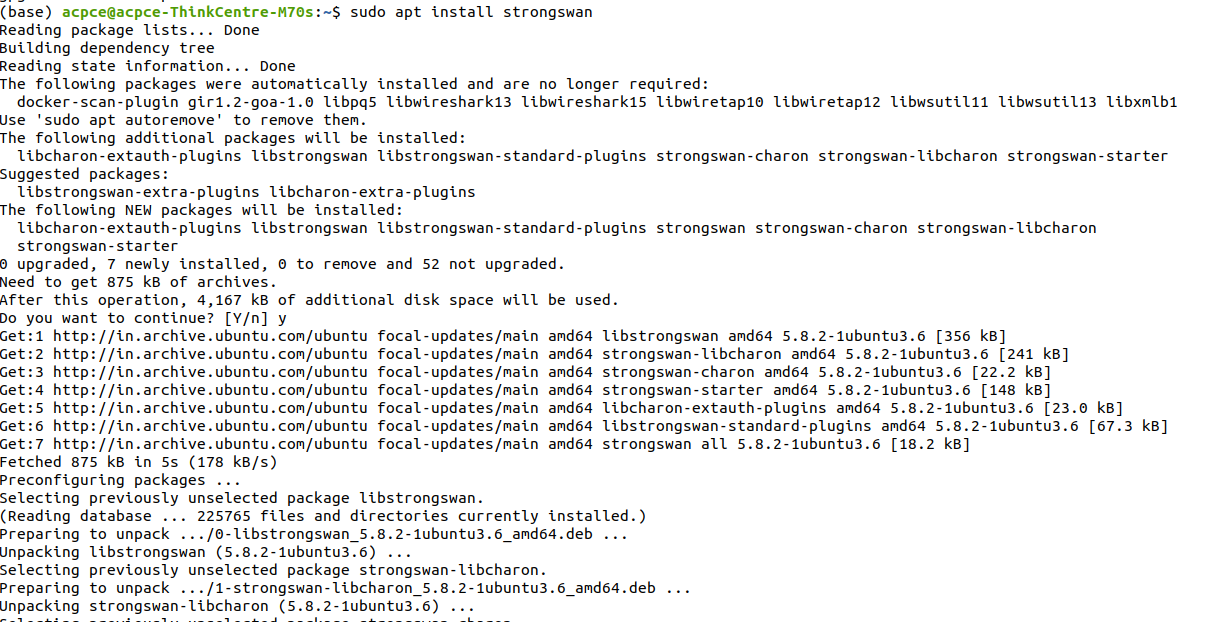 (base) acpce@acpce-ThinkCentre-M70s:~$ sudo apt install strongswan
Reading package lists... Done
Building dependency tree
Reading state information... Done
The following packages were automatically installed and are no longer required:
  docker-scan-plugin gir1.2-goa-1.0 libpq5 libwireshark13 libwireshark15 libwiretap10 libwiretap12 libwsutil11 libwsutil13 libxmlb1
Use 'sudo apt autoremove' to remove them.
The following additional packages will be installed:
  libcharon-extauth-plugins libstrongswan libstrongswan-standard-plugins strongswan-charon strongswan-libcharon strongswan-starter
Suggested packages:
  libstrongswan-extra-plugins libcharon-extra-plugins
The following NEW packages will be installed:
  libcharon-extauth-plugins libstrongswan libstrongswan-standard-plugins strongswan strongswan-charon strongswan-libcharon
  strongswan-starter
0 upgraded, 7 newly installed, 0 to remove and 52 not upgraded.
Need to get 875 kB of archives.
After this operation, 4,167 kB of additional disk space will be used.
Do you want to continue? [Y/n] y
Get:1 http://in.archive.ubuntu.com/ubuntu focal-updates/main amd64 libstrongswan amd64 5.8.2-1ubuntu3.6 [356 kB]
Get:2 http://in.archive.ubuntu.com/ubuntu focal-updates/main amd64 strongswan-libcharon amd64 5.8.2-1ubuntu3.6 [241 kB]
Get:3 http://in.archive.ubuntu.com/ubuntu focal-updates/main amd64 strongswan-charon amd64 5.8.2-1ubuntu3.6 [22.2 kB]
Get:4 http://in.archive.ubuntu.com/ubuntu focal-updates/main amd64 strongswan-starter amd64 5.8.2-1ubuntu3.6 [148 kB]
Get:5 http://in.archive.ubuntu.com/ubuntu focal-updates/main amd64 libcharon-extauth-plugins amd64 5.8.2-1ubuntu3.6 [23.0 kB]
Get:6 http://in.archive.ubuntu.com/ubuntu focal-updates/main amd64 libstrongswan-standard-plugins amd64 5.8.2-1ubuntu3.6 [67.3 kB]
Get:7 http://in.archive.ubuntu.com/ubuntu focal-updates/main amd64 strongswan all 5.8.2-1ubuntu3.6 [18.2 kB]
Fetched 875 kB in 5s (178 kB/s)
Preconfiguring packages ...
Selecting previously unselected package libstrongswan.
(Reading database ... 225765 files and directories currently installed.)
Preparing to unpack .../0-libstrongswan_5.8.2-1ubuntu3.6_amd64.deb ...
Unpacking libstrongswan (5.8.2-1ubuntu3.6) ...
Selecting previously unselected package strongswan-libcharon.
Preparing to unpack .../1-strongswan-libcharon_5.8.2-1ubuntu3.6_amd64.deb ...
Unpacking strongswan-libcharon (5.8.2-1ubuntu3.6) ...